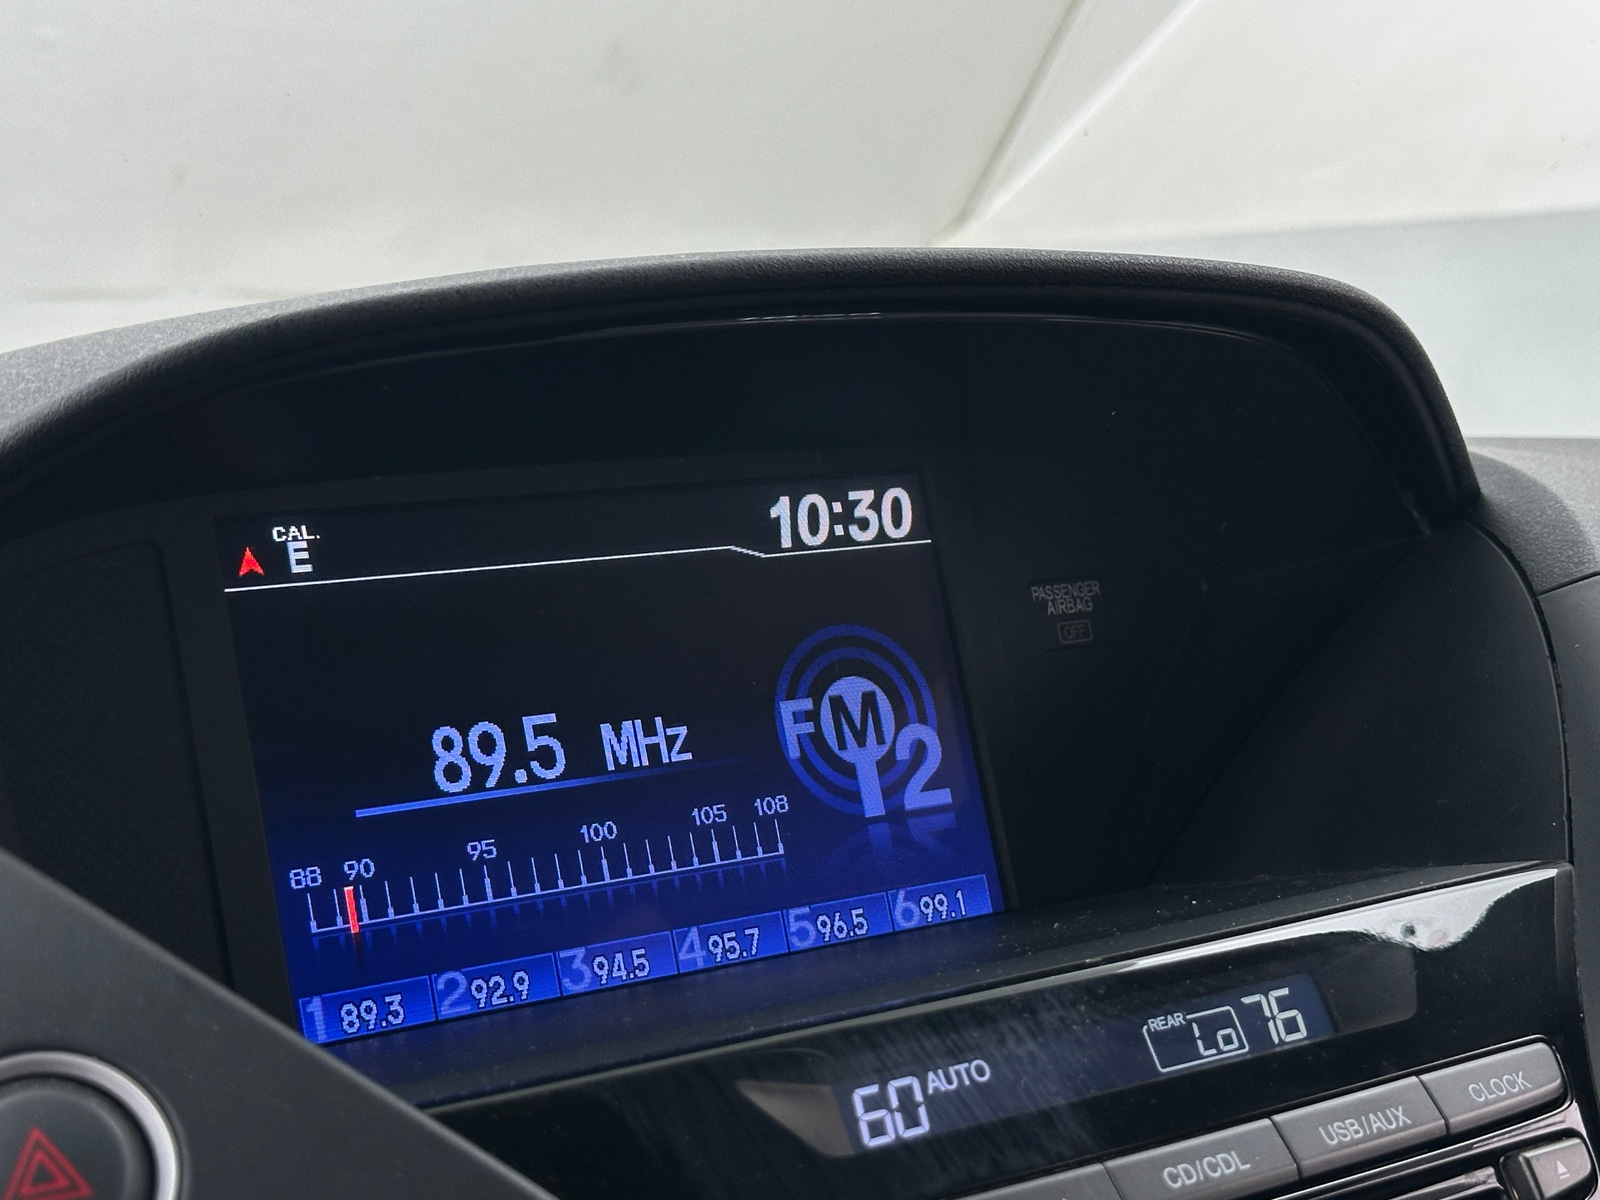 CAL.
E
10:30
PASSENGER
AIRBAG
OFF
FM2
89.5 MHz
88 90 95 100 105 108
1 89.3 2 92.9 3 94.5 4 95.7 5 96.5 6 99.1
60 AUTO REAR Lo 76
CD/CDL USB/AUX CLOCK